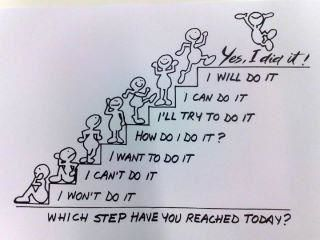 Yes, I did it!
I WILL DO IT
I CAN DO IT
I'LL TRY TO DO IT
HOW DO I DO IT?
I WANT TO DO IT
I CAN'T DO IT
I WON'T DO IT
WHICH STEP HAVE YOU REACHED TODAY?